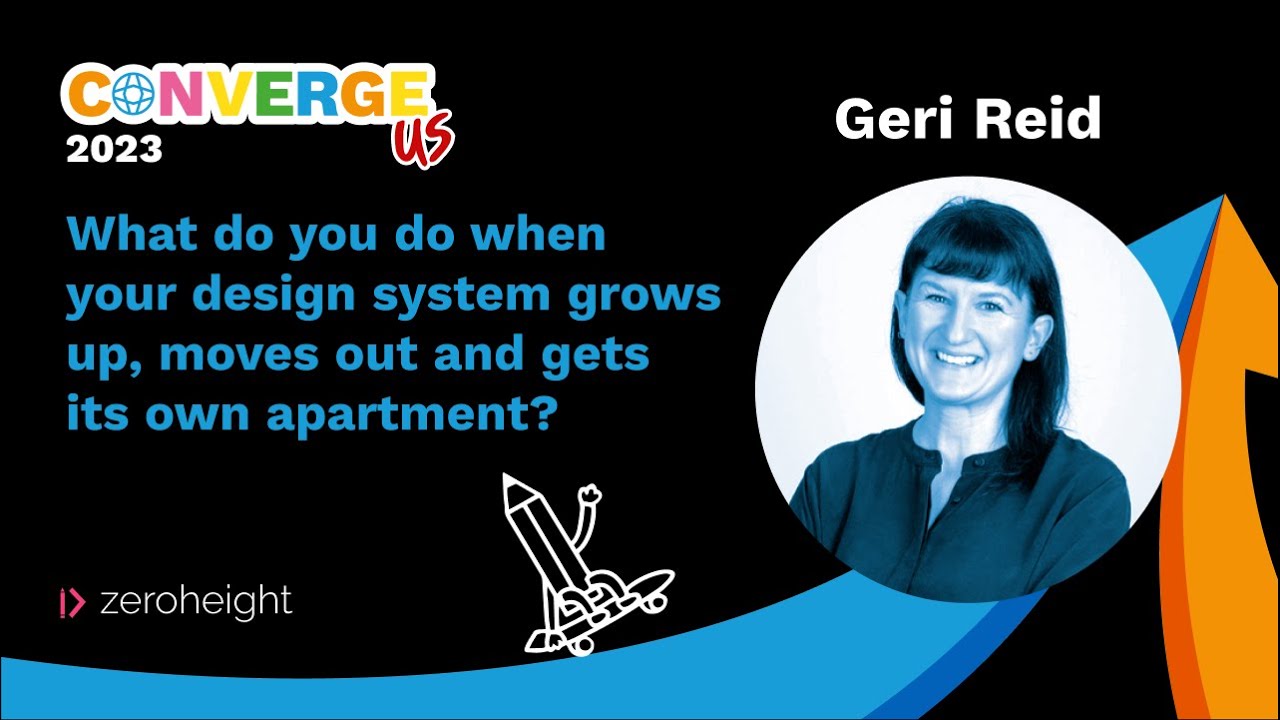 CONVERGE
US
2023
Geri Reid
What do you do when
your design system grows
up, moves out and gets
its own apartment?
zeroheight